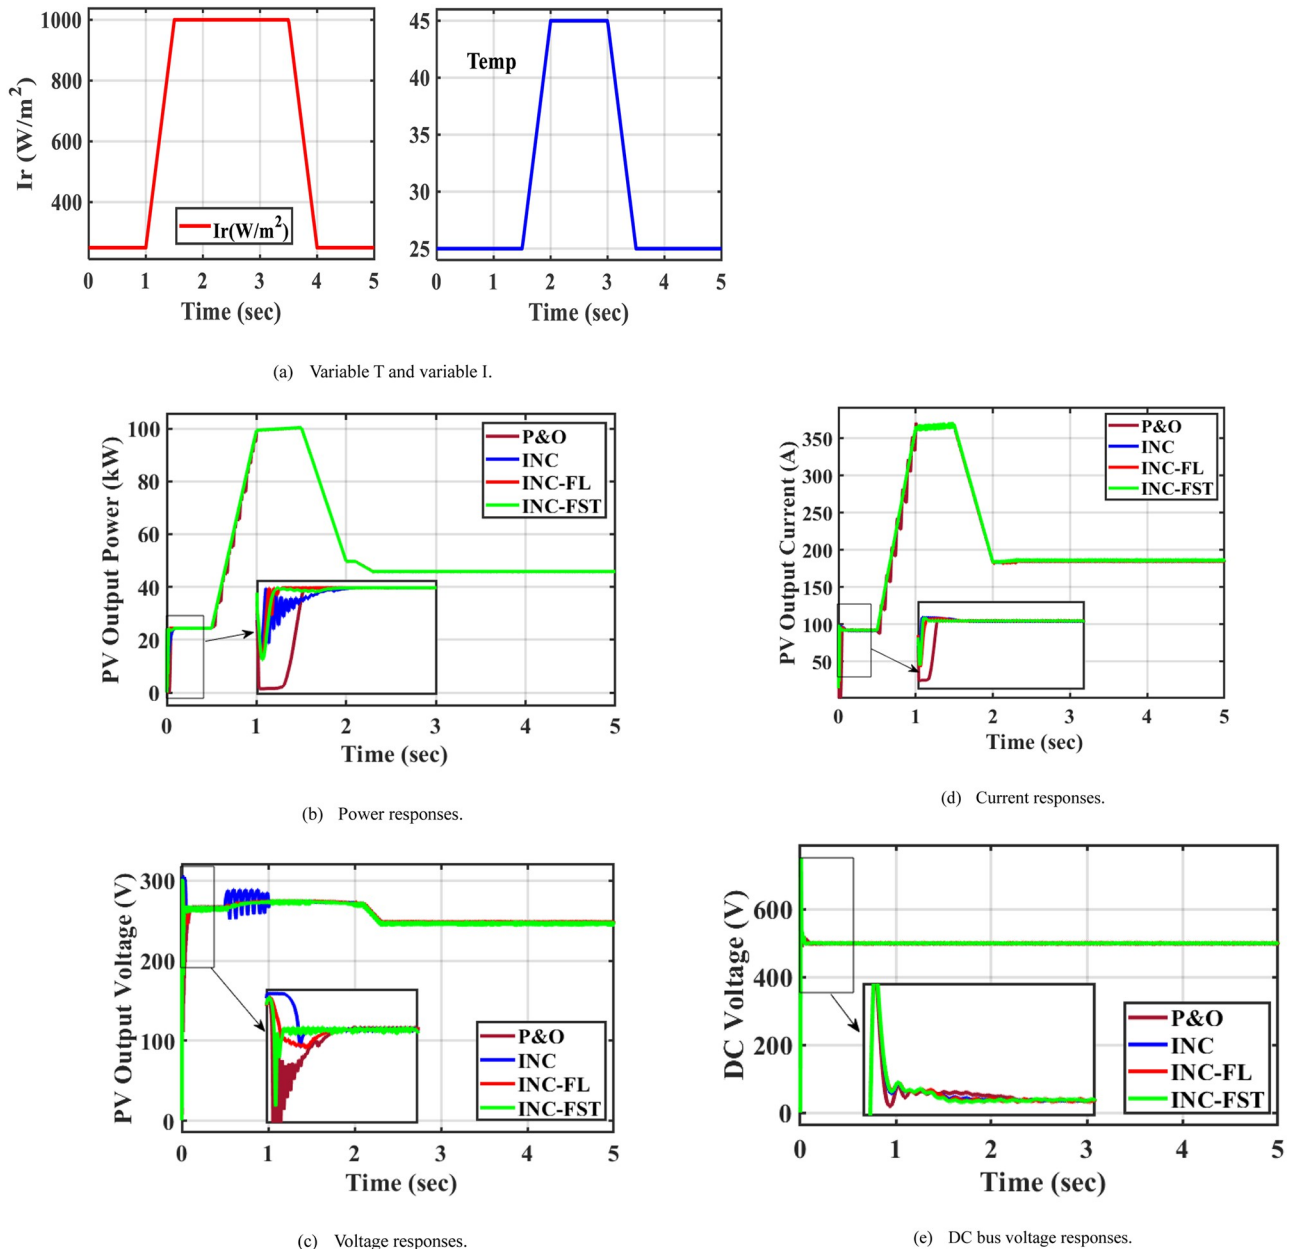 1000
800
600
400
Ir (W/m²)
Ir(W/m²)
0 1 2 3 4 5
Time (sec)
45
40
35
30
25
Temp
0 1 2 3 4 5
Time (sec)
(a) Variable T and variable I.
100
80
60
40
20
0
PV Output Power (kW)
P&O
INC
INC-FL
INC-FST
0 1 2 3 4 5
Time (sec)
(b) Power responses.
350
300
250
200
150
100
50
PV Output Current (A)
P&O
INC
INC-FL
INC-FST
0 1 2 3 4 5
Time (sec)
(d) Current responses.
300
200
100
0
PV Output Voltage (V)
P&O
INC
INC-FL
INC-FST
0 1 2 3 4 5
Time (sec)
(c) Voltage responses.
600
400
200
0
DC Voltage (V)
P&O
INC
INC-FL
INC-FST
0 1 2 3 4 5
Time (sec)
(e) DC bus voltage responses.